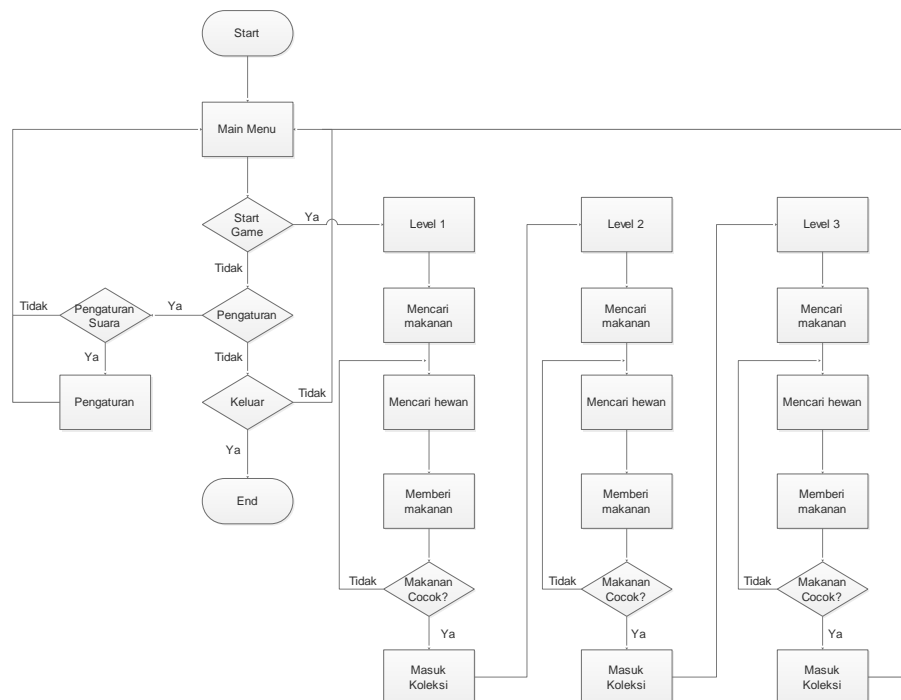 Start
Main Menu
Start
Game
Ya
Tidak
Pengaturan
Ya
Pengaturan
Suara
Tidak
Ya
Pengaturan
Tidak
Keluar
Tidak
Ya
End
Level 1
Mencari
makanan
Mencari hewan
Memberi
makanan
Makanan
Cocok?
Tidak
Ya
Masuk
Koleksi
Level 2
Mencari
makanan
Mencari hewan
Memberi
makanan
Makanan
Cocok?
Tidak
Ya
Masuk
Koleksi
Level 3
Mencari
makanan
Mencari hewan
Memberi
makanan
Makanan
Cocok?
Tidak
Ya
Masuk
Koleksi